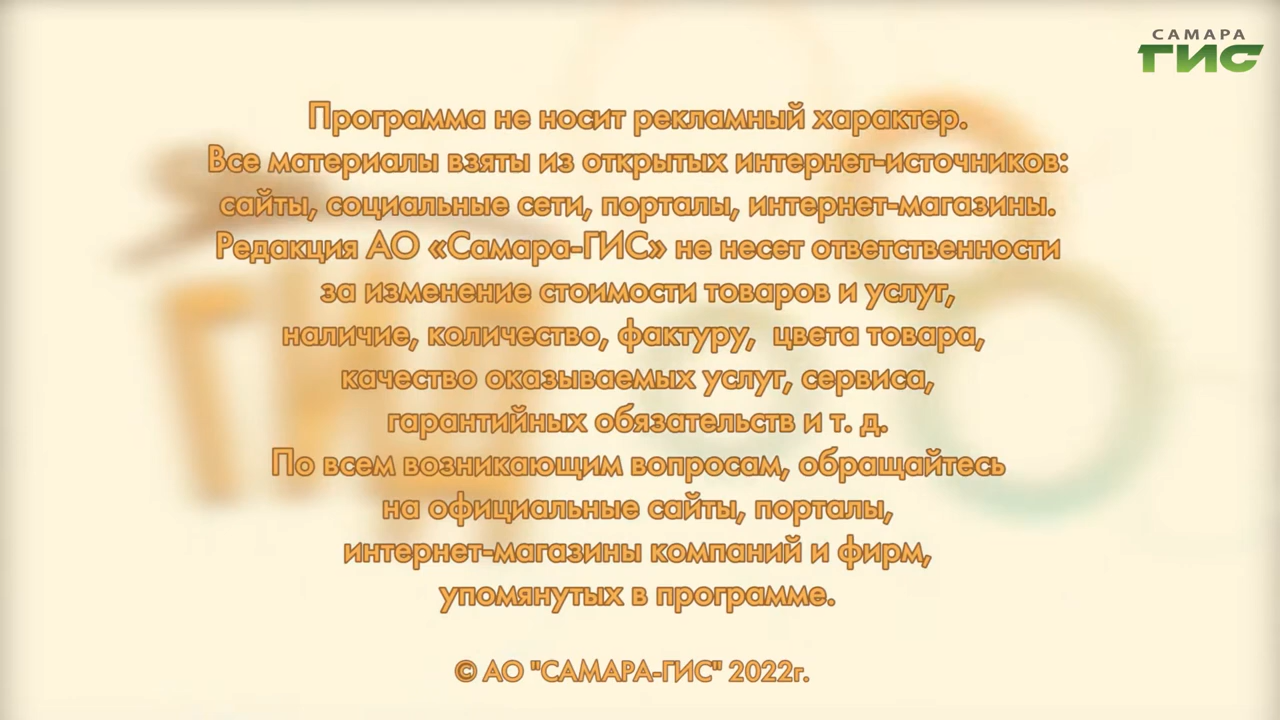 САМАРА
ГИС
Программа не носит рекламный характер.
Все материалы взяты из открытых интернет-источников:
сайты, социальные сети, порталы, интернет-магазины.
Редакция АО «Самара-ГИС» не несет ответственности
за изменение стоимости товаров и услуг,
наличие, количество, фактуру, цвета товара,
качество оказываемых услуг, сервиса,
гарантийных обязательств и т. д.
По всем возникающим вопросам, обращайтесь
на официальные сайты, порталы,
интернет-магазины компаний и фирм,
упомянутых в программе.
© АО "САМАРА-ГИС" 2022г.